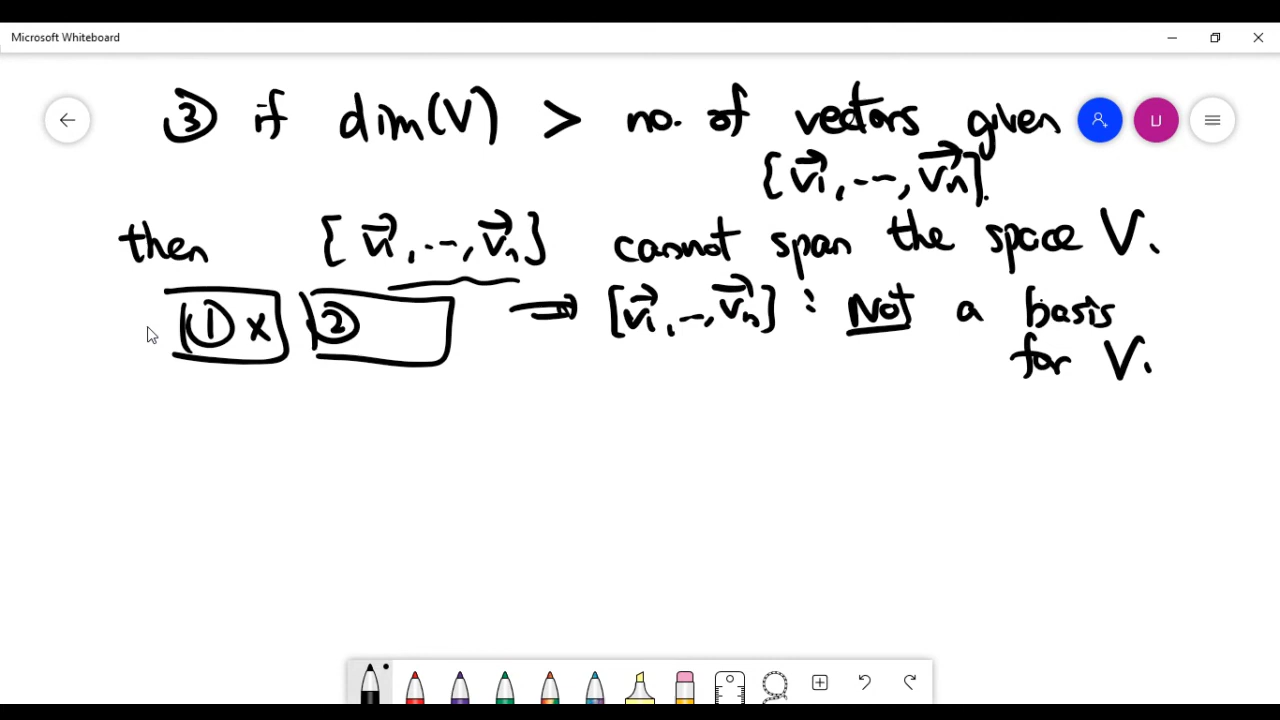 Microsoft Whiteboard
③ if dim(V) > no. of vectors given
[v⃗1, ..., v⃗n].
then [v⃗1, ..., v⃗n] cannot span the space V.
① x ② ⇒ [v⃗1, ..., v⃗n] : Not a basis
for V.
U